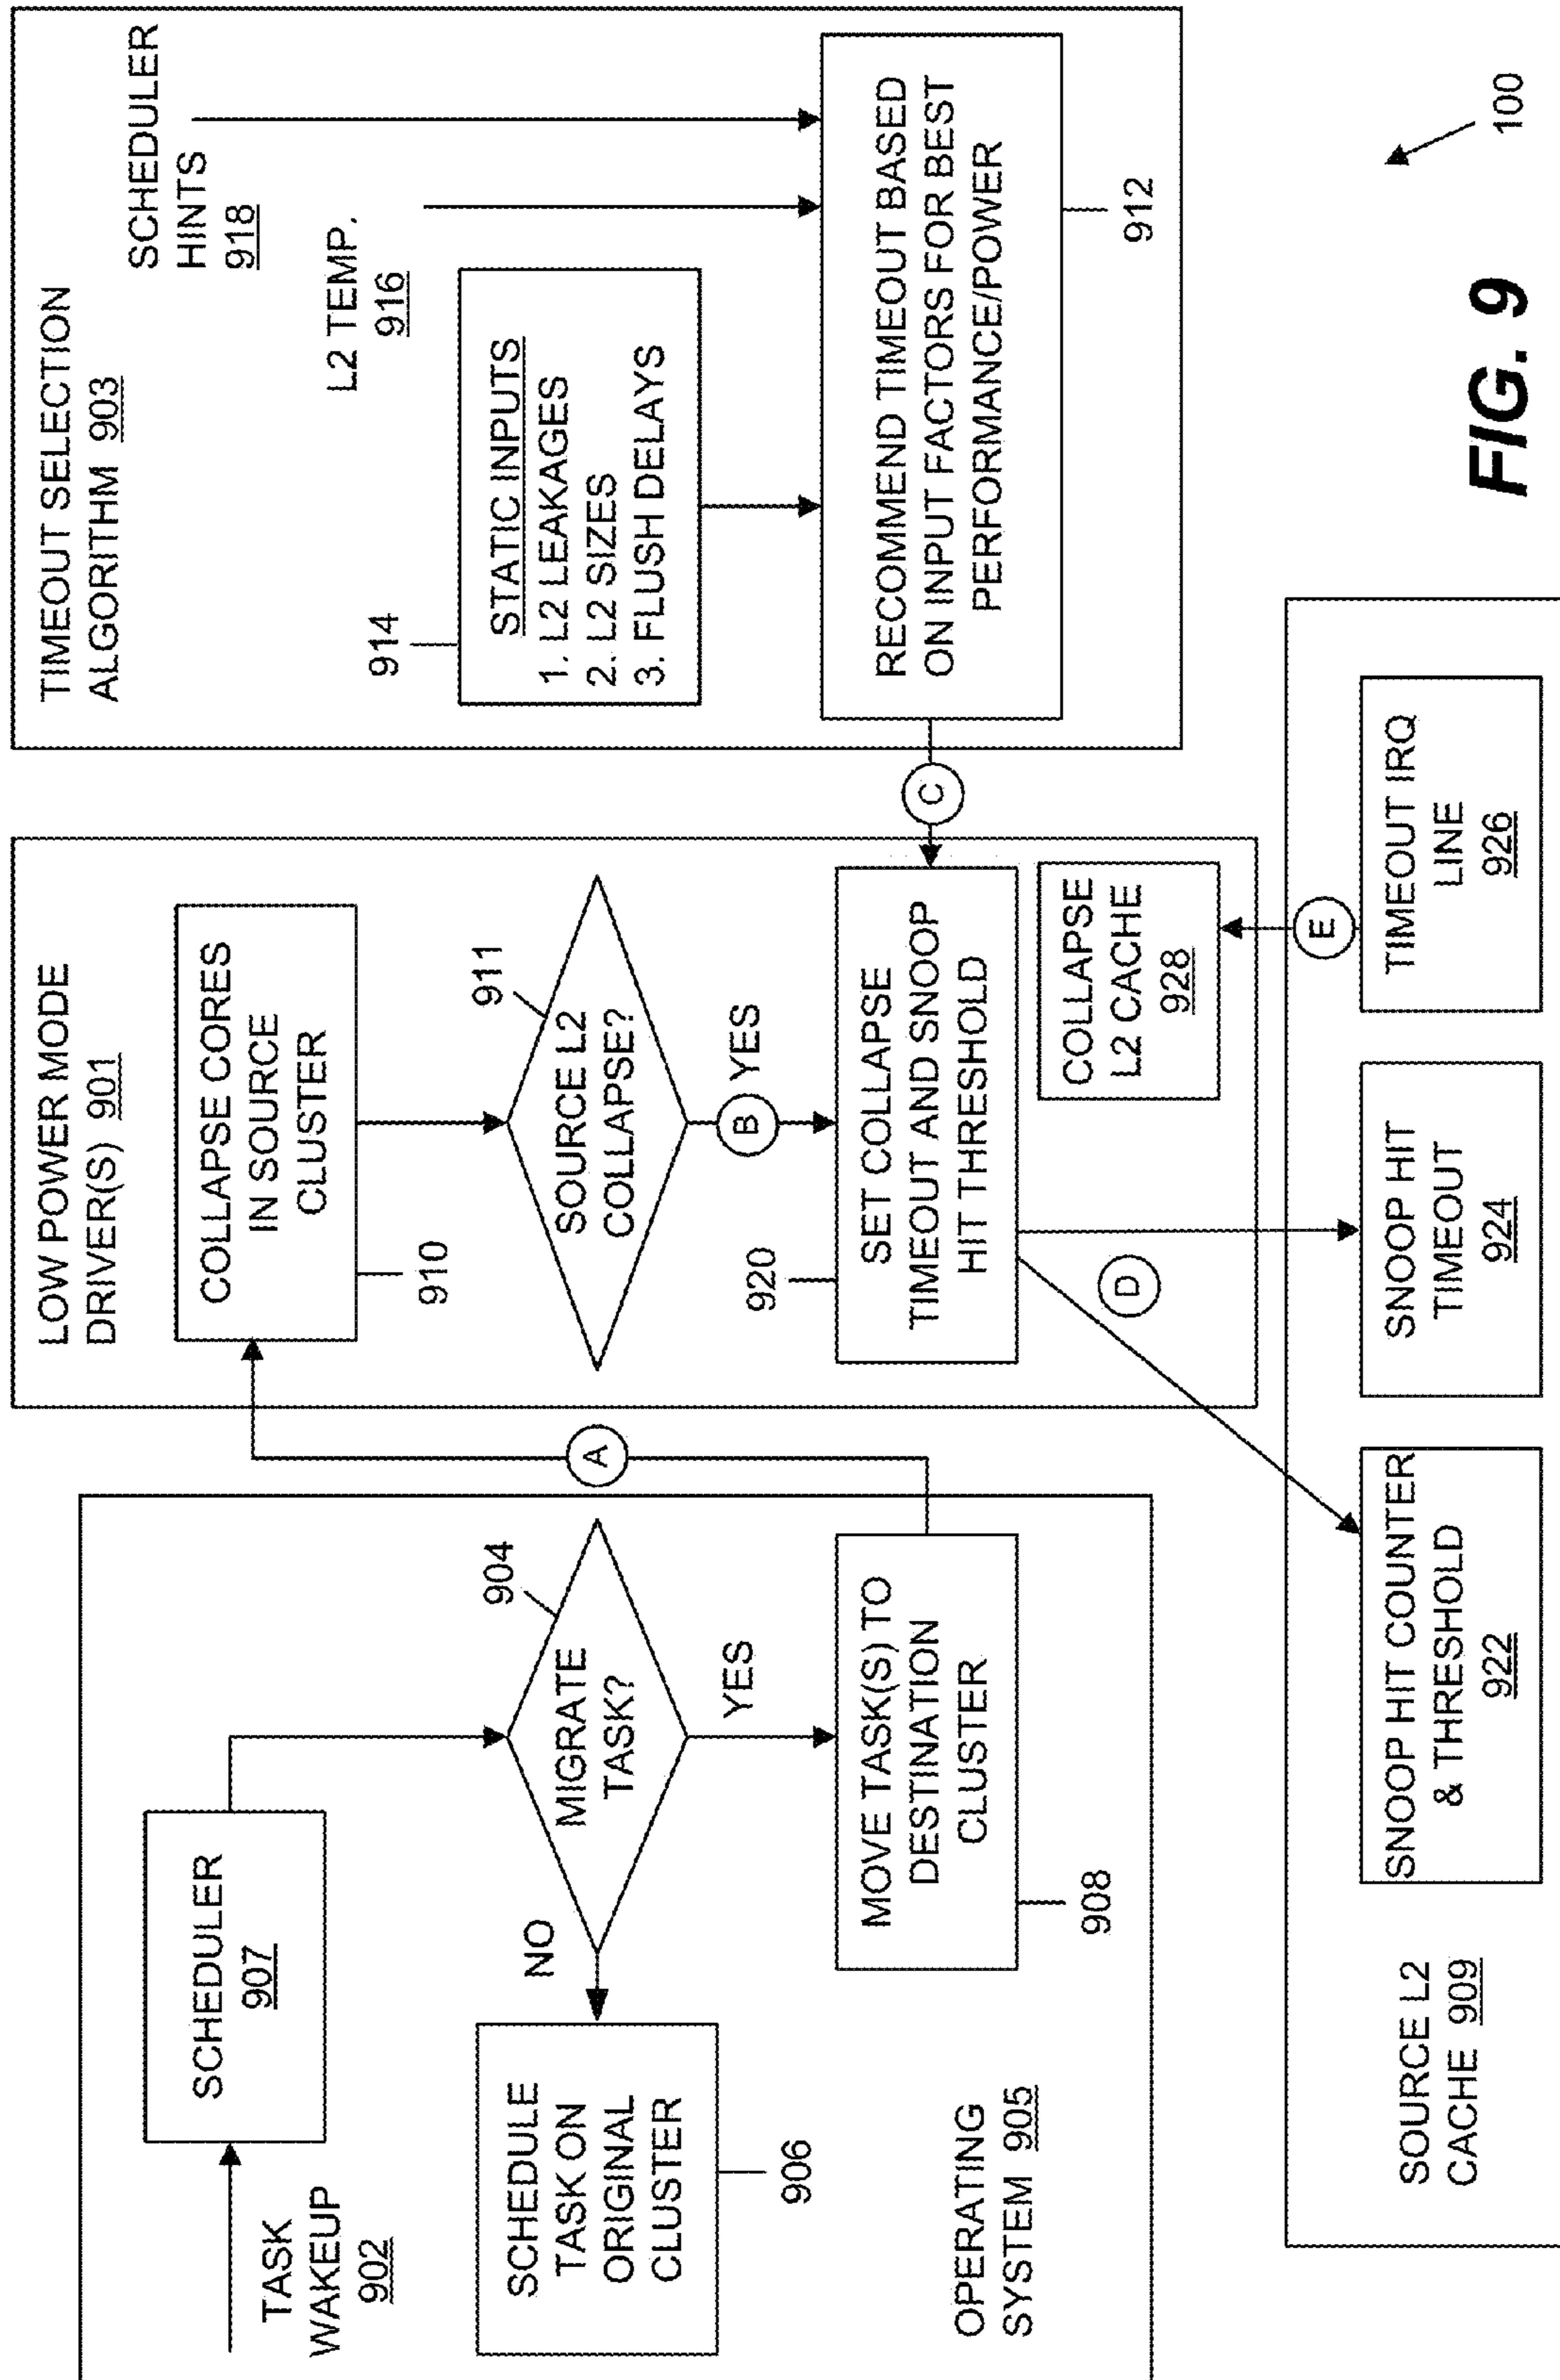 TASK
WAKEUP
902
SCHEDULER
907
MIGRATE
TASK?
904
NO
YES
SCHEDULE
TASK ON
ORIGINAL
CLUSTER
906
MOVE TASK(S) TO
DESTINATION
CLUSTER
908
OPERATING
SYSTEM 905
A
LOW POWER MODE
DRIVER(S) 901
COLLAPSE CORES
IN SOURCE
CLUSTER
910
SOURCE L2
COLLAPSE?
911
B
YES
SET COLLAPSE
TIMEOUT AND SNOOP
HIT THRESHOLD
920
COLLAPSE
L2 CACHE
928
C
D
E
TIMEOUT SELECTION
ALGORITHM 903
SCHEDULER
HINTS
918
L2 TEMP.
916
914
STATIC INPUTS
1. L2 LEAKAGES
2. L2 SIZES
3. FLUSH DELAYS
RECOMMEND TIMEOUT BASED
ON INPUT FACTORS FOR BEST
PERFORMANCE/POWER
912
SOURCE L2
CACHE 909
SNOOP HIT COUNTER
& THRESHOLD
922
SNOOP HIT
TIMEOUT
924
TIMEOUT IRQ
LINE
926
100
FIG. 9